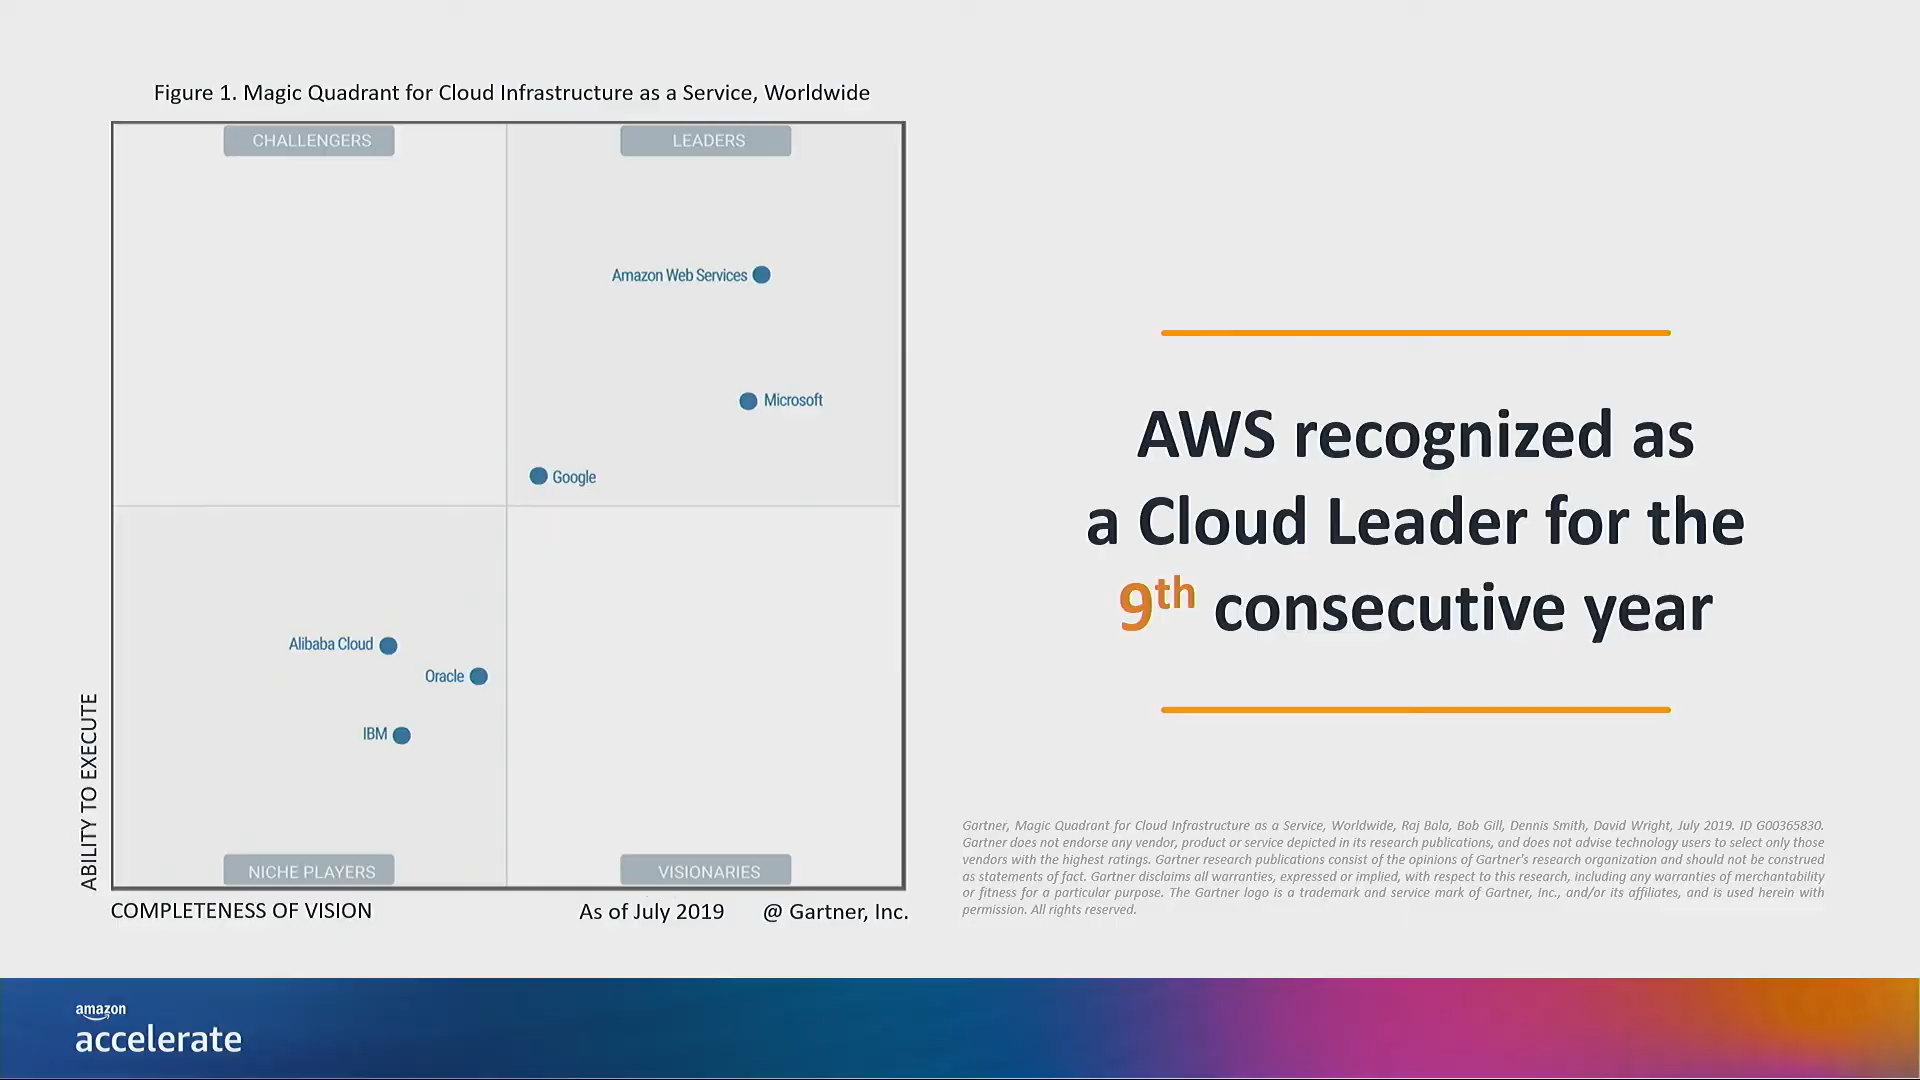 Figure 1. Magic Quadrant for Cloud Infrastructure as a Service, Worldwide
CHALLENGERS
LEADERS
Amazon Web Services
Microsoft
Google
Alibaba Cloud
Oracle
IBM
NICHE PLAYERS
VISIONARIES
ABILITY TO EXECUTE
COMPLETENESS OF VISION
As of July 2019
@ Gartner, Inc.
AWS recognized as
a Cloud Leader for the
9th consecutive year
Gartner, Magic Quadrant for Cloud Infrastructure as a Service, Worldwide, Raj Bala, Bob Gill, Dennis Smith, David Wright, July 2019. ID G00365830.
Gartner does not endorse any vendor, product or service depicted in its research publications, and does not advise technology users to select only those
vendors with the highest ratings. Gartner research publications consist of the opinions of Gartner's research organization and should not be construed
as statements of fact. Gartner disclaims all warranties, expressed or implied, with respect to this research, including any warranties of merchantability
or fitness for a particular purpose. The Gartner logo is a trademark and service mark of Gartner, Inc., and/or its affiliates, and is used herein with
permission. All rights reserved.
amazon
accelerate